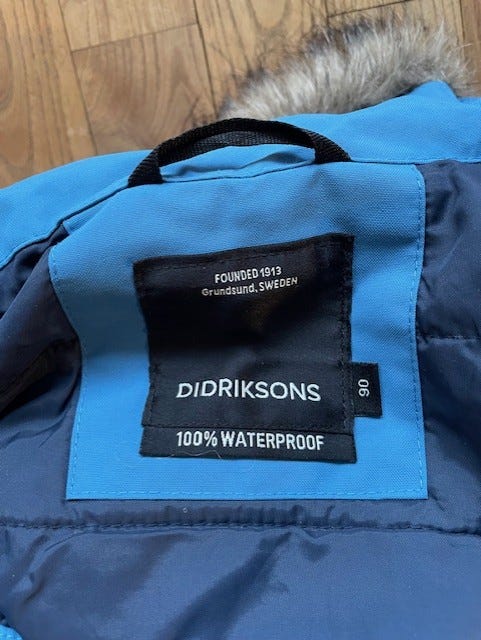 FOUNDED 1913
Grundsund, SWEDEN
DIDRIKSONS
90
100% WATERPROOF